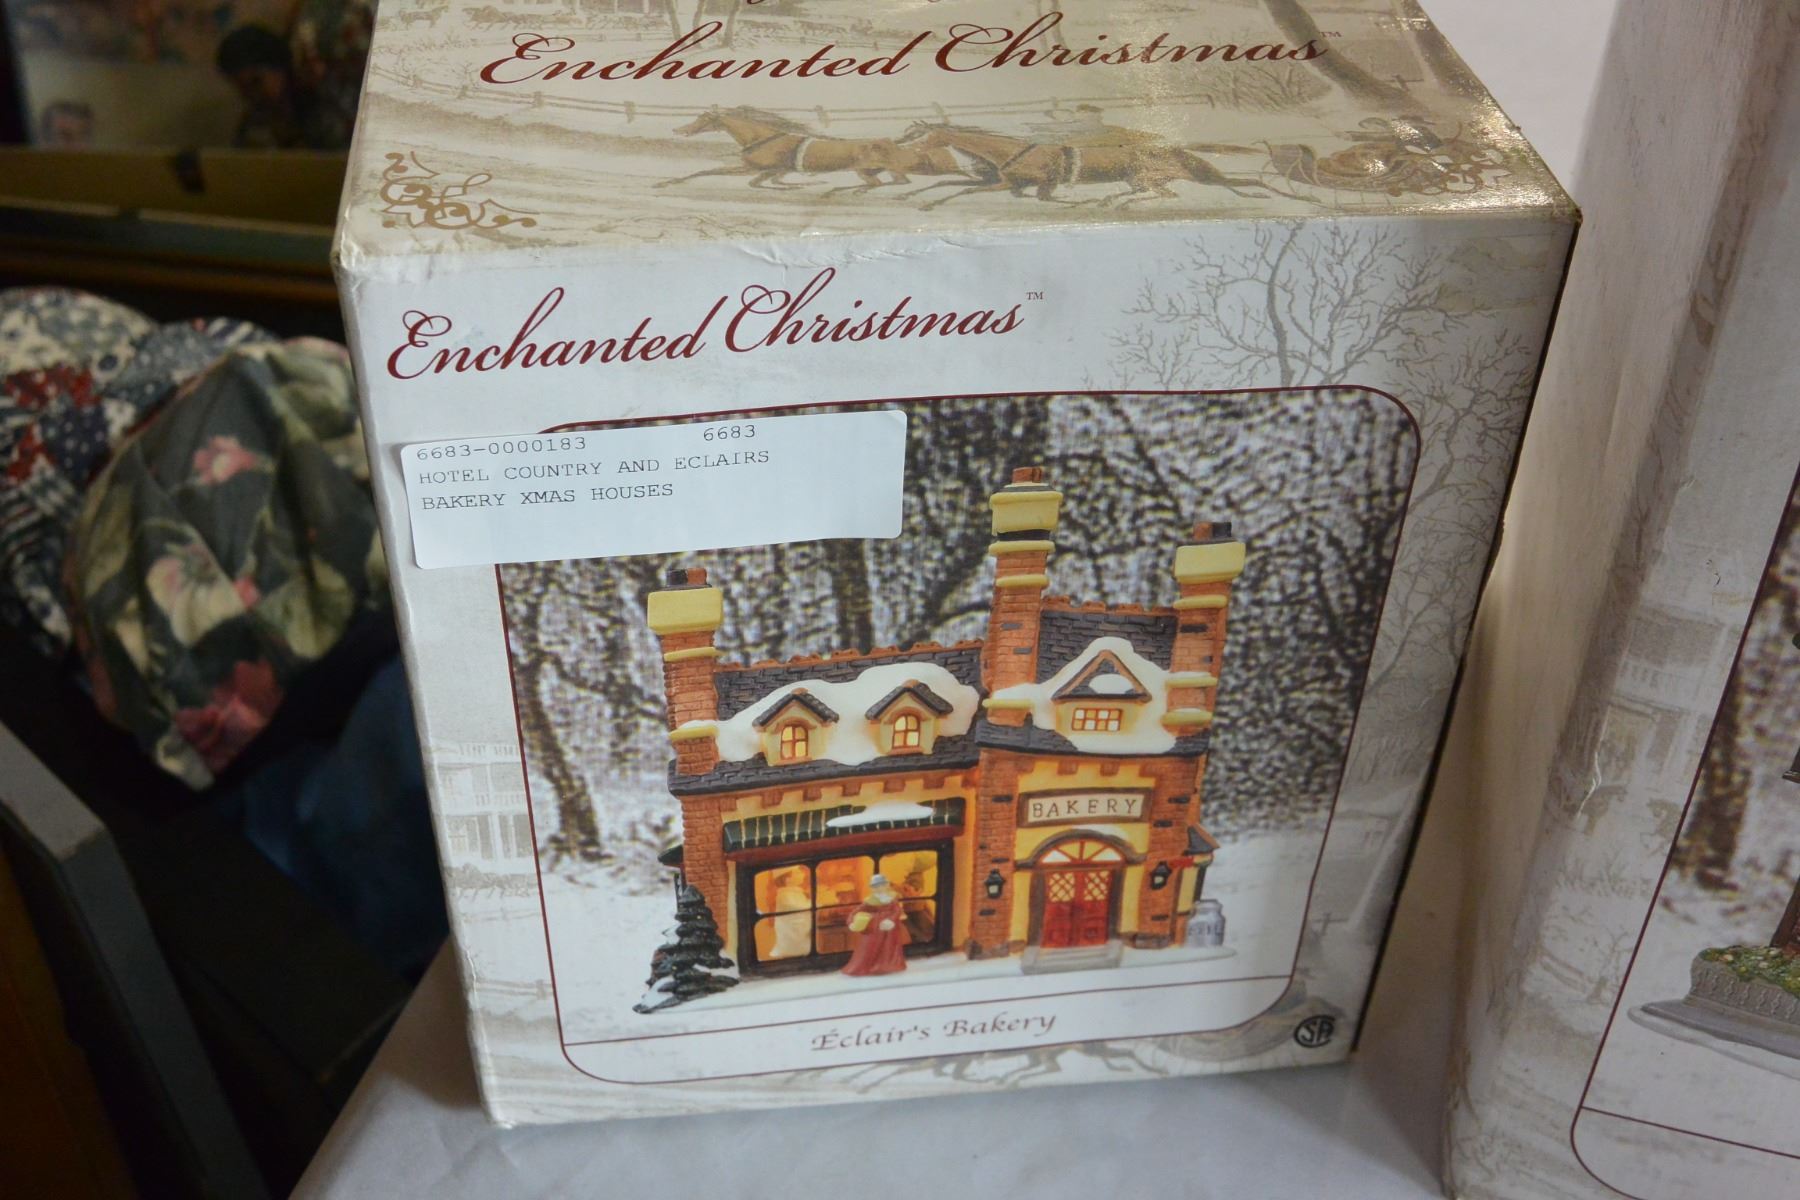 Enchanted Christmas™
Enchanted Christmas™
6683-0000183 6683
HOTEL COUNTRY AND ECLAIRS
BAKERY XMAS HOUSES
BAKERY
Éclair's Bakery